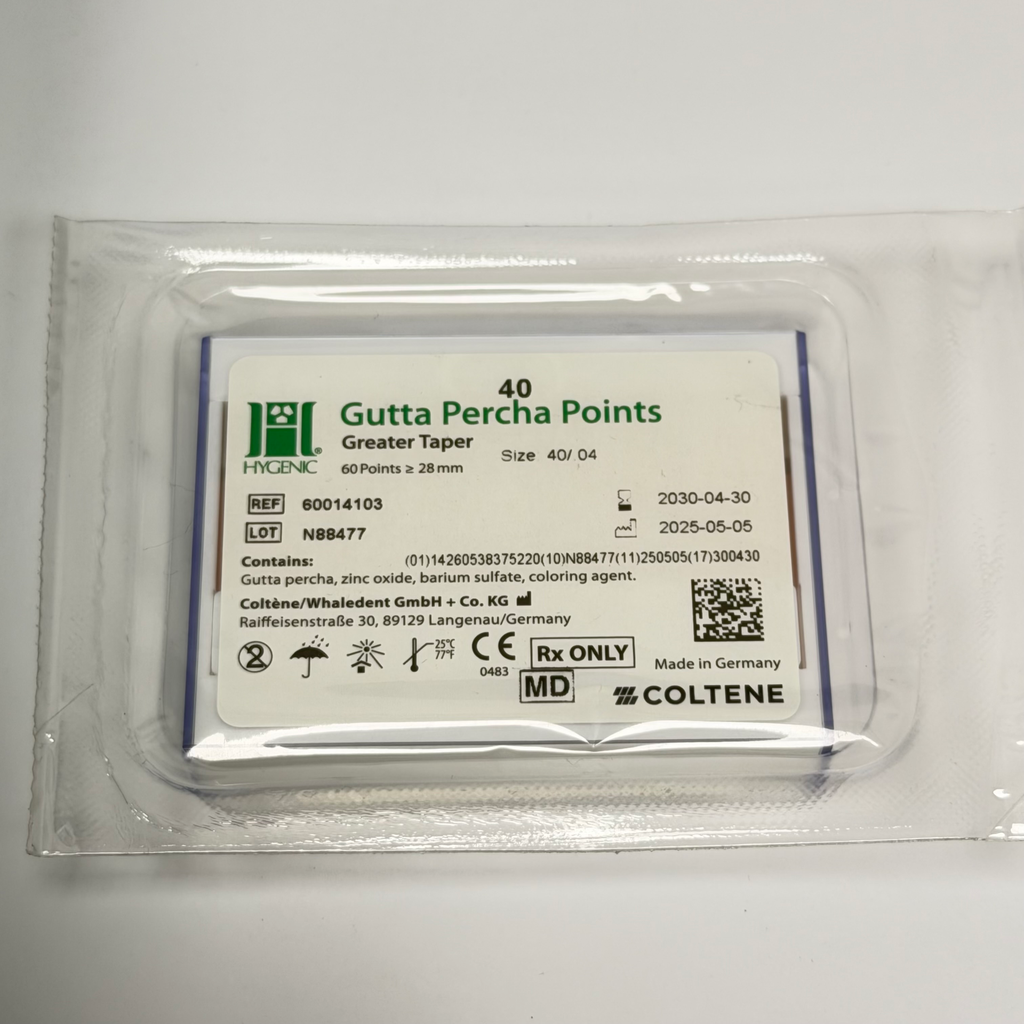 40
Gutta Percha Points
Greater Taper
Size 40/ 04
60 Points ≥ 28 mm
HYGENIC®
REF 60014103
2030-04-30
LOT N88477
2025-05-05
Contains: (01)14260538375220(10)N88477(11)250505(17)300430
Gutta percha, zinc oxide, barium sulfate, coloring agent.
Coltène/Whaledent GmbH + Co. KG
Raiffeisenstraße 30, 89129 Langenau/Germany
2
25°C
77°F
CE
0483
Rx ONLY
MD
Made in Germany
COLTENE